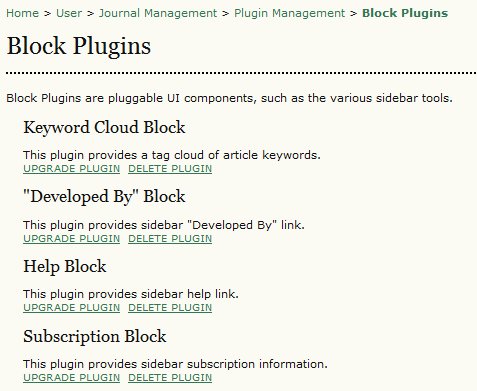 Home > User > Journal Management > Plugin Management > Block Plugins
Block Plugins
Block Plugins are pluggable UI components, such as the various sidebar tools.
Keyword Cloud Block
This plugin provides a tag cloud of article keywords.
UPGRADE PLUGIN DELETE PLUGIN
"Developed By" Block
This plugin provides sidebar "Developed By" link.
UPGRADE PLUGIN DELETE PLUGIN
Help Block
This plugin provides sidebar help link.
UPGRADE PLUGIN DELETE PLUGIN
Subscription Block
This plugin provides sidebar subscription information.
UPGRADE PLUGIN DELETE PLUGIN